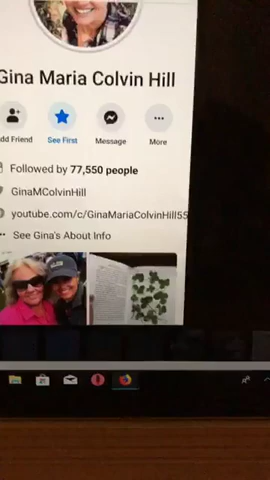 Gina Maria Colvin Hill
dd Friend
See First
Message
More
Followed by 77,550 people
GinaMColvinHill
youtube.com/c/GinaMariaColvinHill55
See Gina's About Info